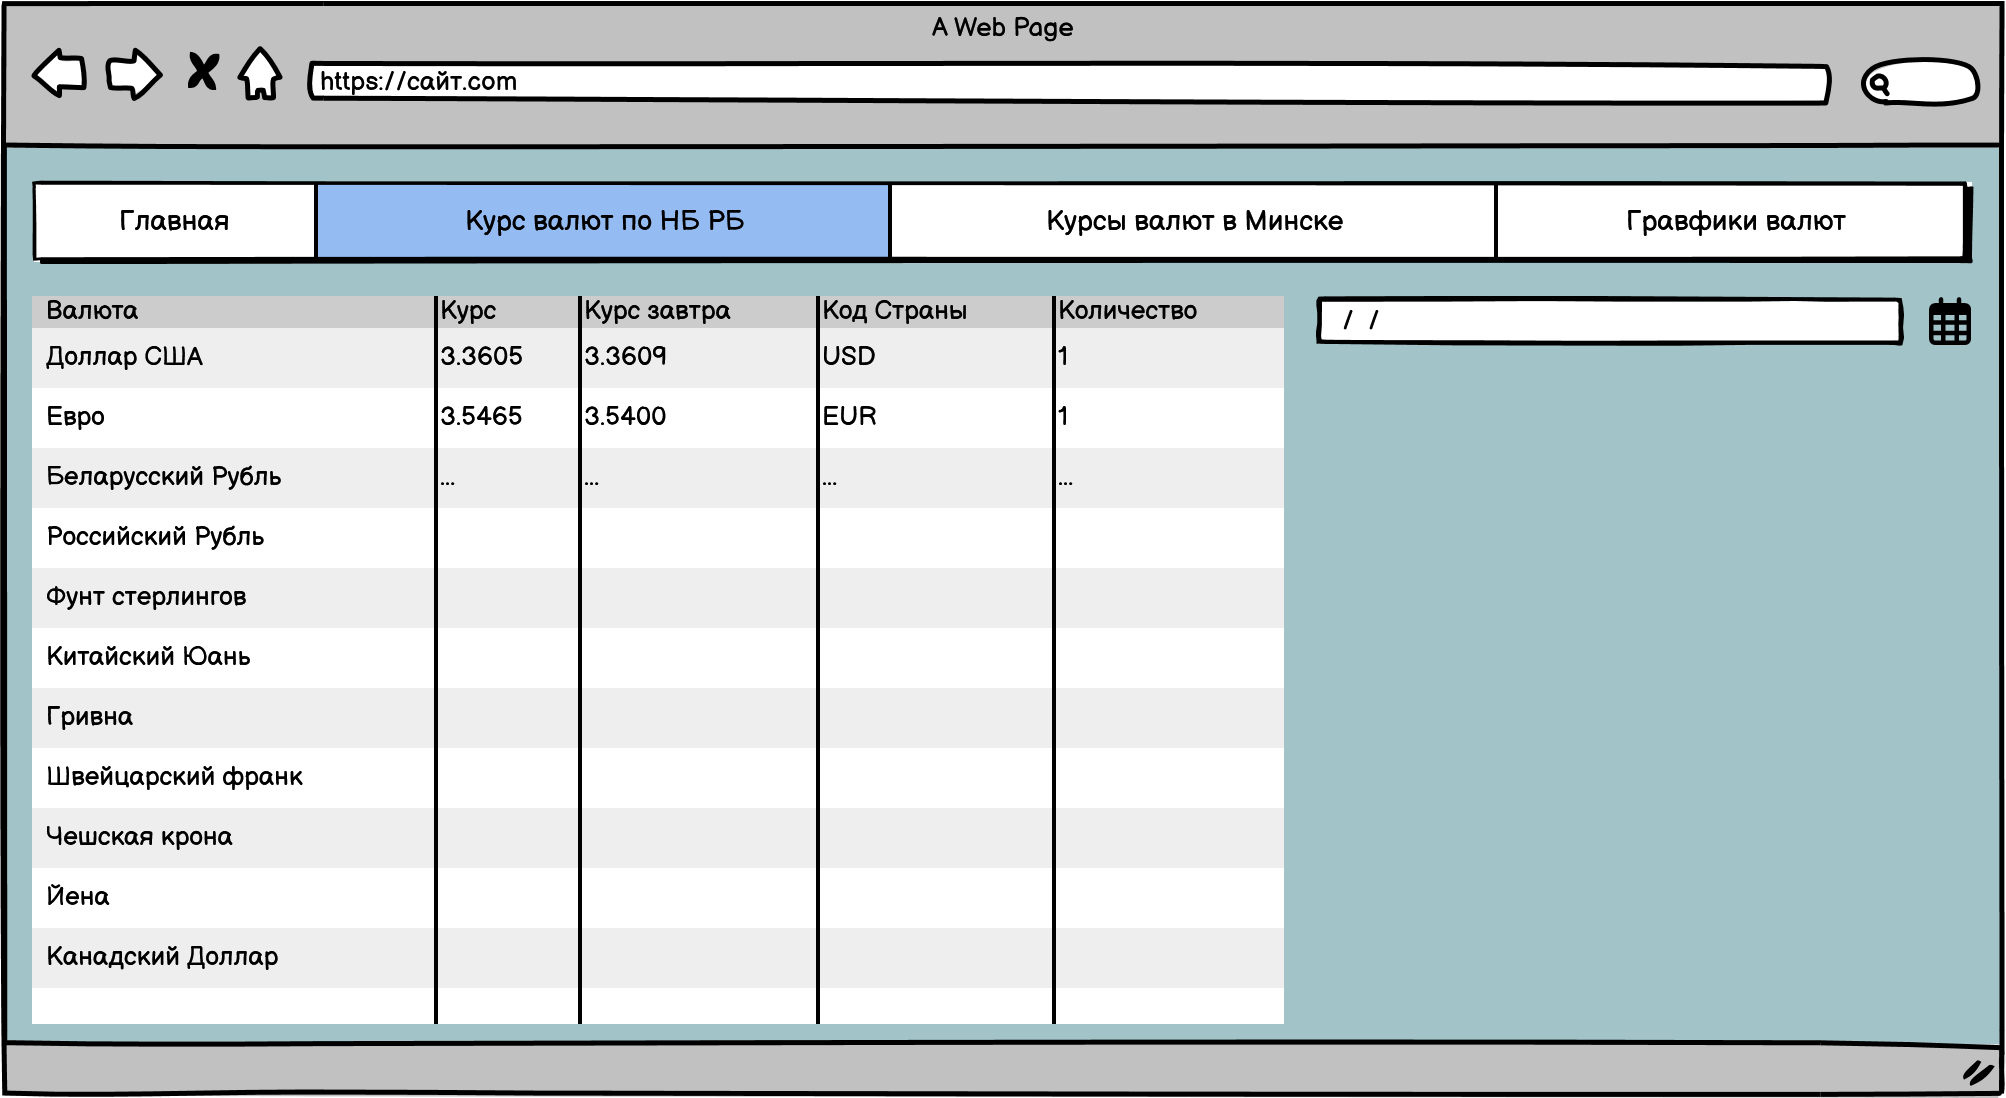 A Web Page
https://сайт.com
Главная Курс валют по НБ РБ Курсы валют в Минске Гравфики валют
Валюта Курс Курс завтра Код Страны Количество
/ /
Доллар США 3.3605 3.3609 USD 1
Евро 3.5465 3.5400 EUR 1
Беларусский Рубль ... ... ... ...
Российский Рубль
Фунт стерлингов
Китайский Юань
Гривна
Швейцарский франк
Чешская крона
Йена
Канадский Доллар